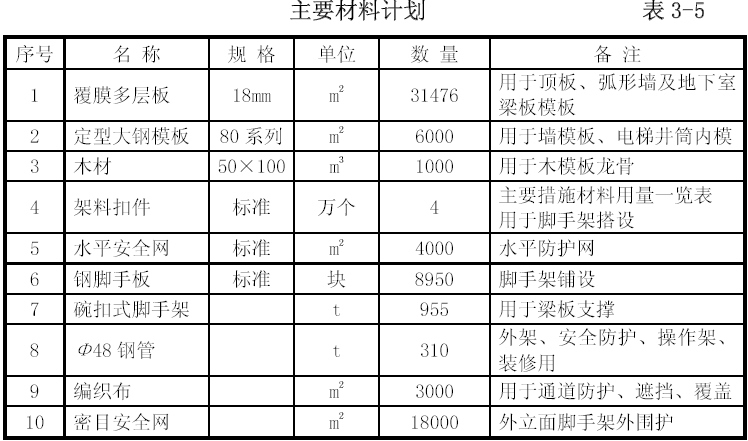 主要材料计划 表 3-5
序号 名 称 规 格 单位 数 量 备 注
1 覆膜多层板 18mm m² 31476 用于顶板、弧形墙及地下室
梁板模板
2 定型大钢模板 80 系列 m² 6000 用于墙模板、电梯井筒内模
3 木材 50×100 m³ 1000 用于木模板龙骨
4 架料扣件 标准 万个 4 主要措施材料用量一览表
用于脚手架搭设
5 水平安全网 标准 m² 4000 水平防护网
6 钢脚手板 标准 块 8950 脚手架铺设
7 碗扣式脚手架 t 955 用于梁板支撑
8 Φ48 钢管 t 310 外架、安全防护、操作架、
装修用
9 编织布 m² 3000 用于通道防护、遮挡、覆盖
10 密目安全网 m² 18000 外立面脚手架外围护